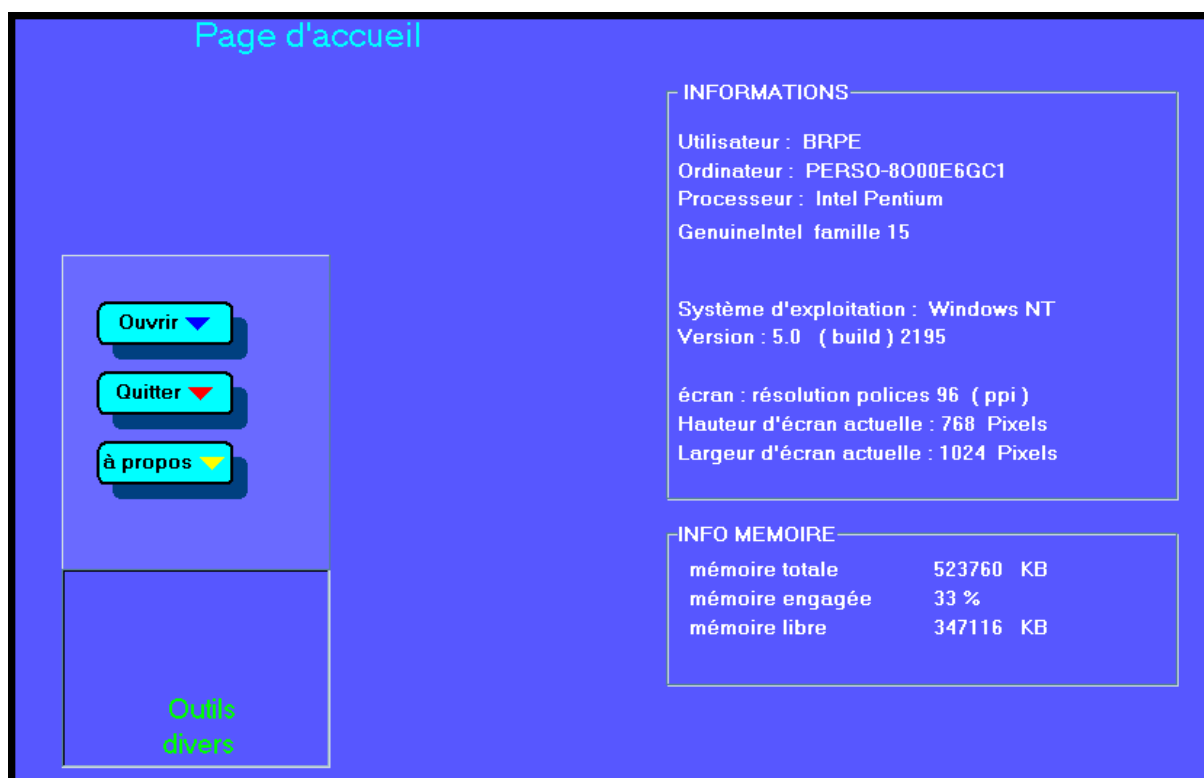 Page d'accueil
INFORMATIONS
Utilisateur : BRPE
Ordinateur : PERSO-8O00E6GC1
Processeur : Intel Pentium
GenuineIntel famille 15
Système d'exploitation : Windows NT
Version : 5.0 ( build ) 2195
écran : résolution polices 96 ( ppi )
Hauteur d'écran actuelle : 768 Pixels
Largeur d'écran actuelle : 1024 Pixels
INFO MEMOIRE
mémoire totale 523760 KB
mémoire engagée 33 %
mémoire libre 347116 KB
Ouvrir
Quitter
à propos
Outils
divers